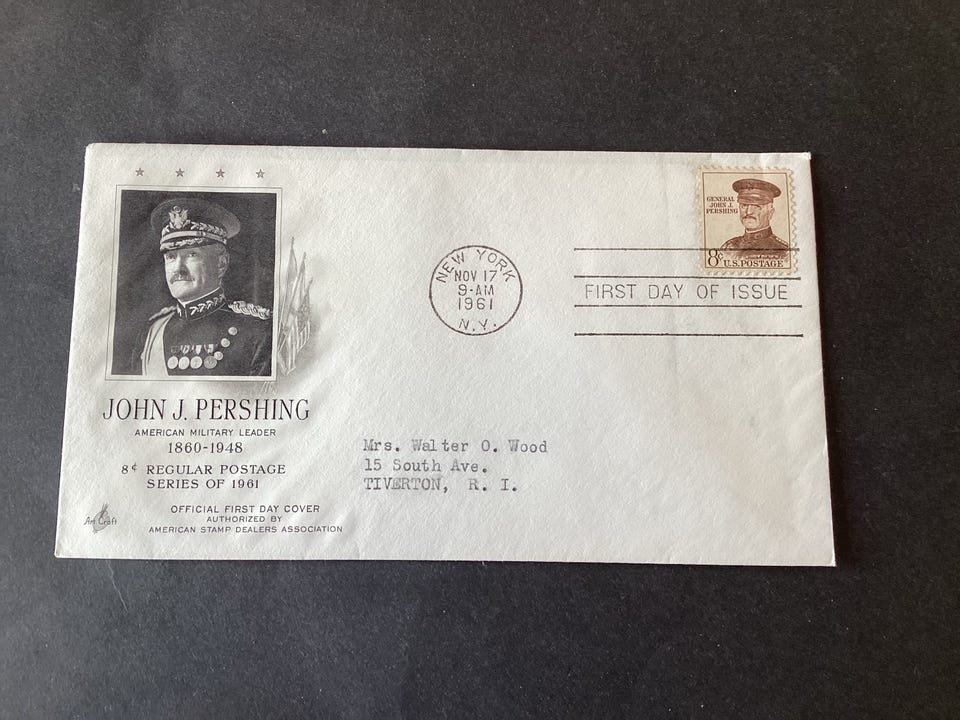 JOHN J. PERSHING
AMERICAN MILITARY LEADER
1860-1948
8¢ REGULAR POSTAGE
SERIES OF 1961
OFFICIAL FIRST DAY COVER
AUTHORIZED BY
AMERICAN STAMP DEALERS ASSOCIATION
Art Craft
NEW YORK
NOV 17
9-AM
1961
N.Y.
FIRST DAY OF ISSUE
GENERAL
JOHN J.
PERSHING
8¢ U.S. POSTAGE
Mrs. Walter O. Wood
15 South Ave.
TIVERTON, R. I.